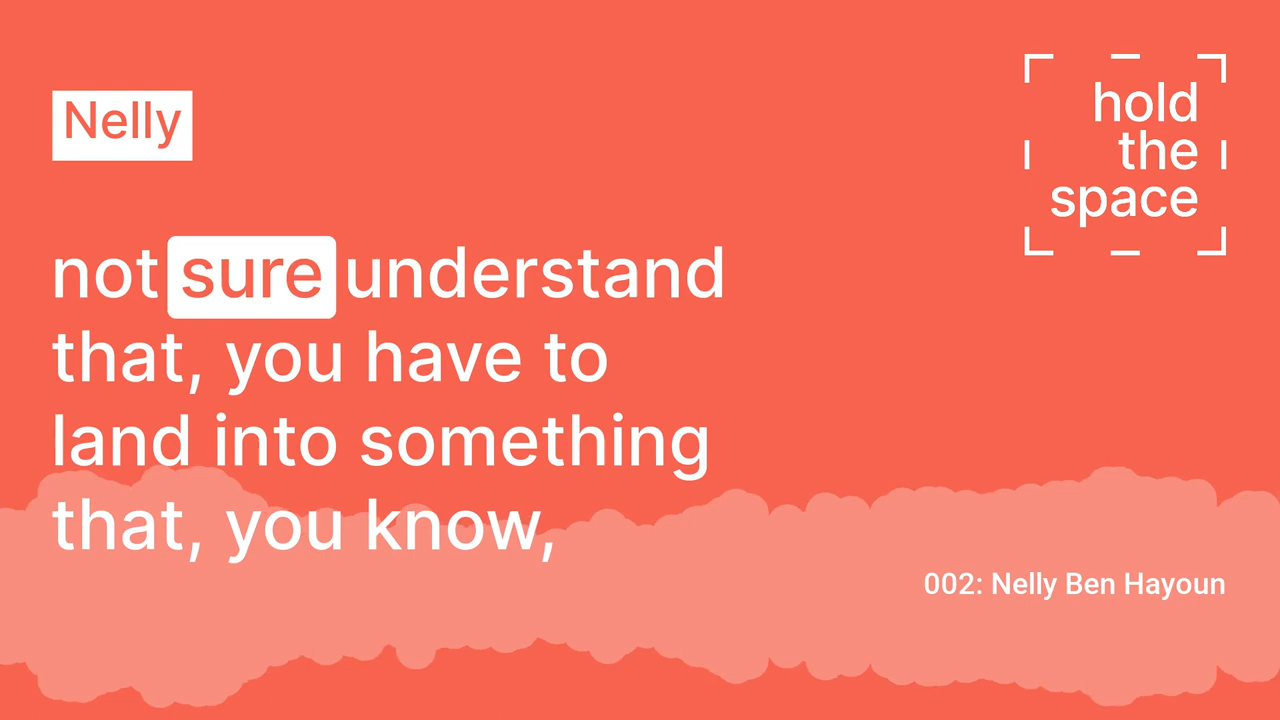 Nelly
hold
the
space
not sure understand
that, you have to
land into something
that, you know,
002: Nelly Ben Hayoun